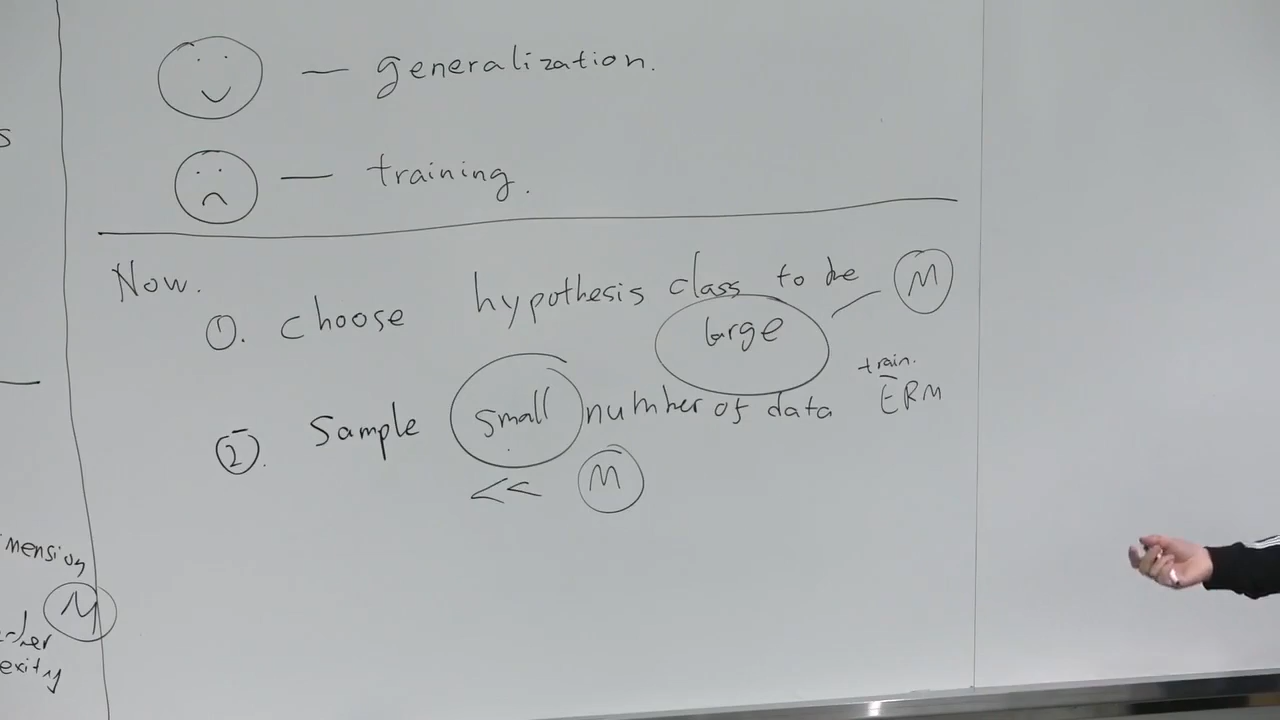 — generalization.
— training.
Now.
①. choose hypothesis class to be M
large
train.
ERM
②. Sample small number of data
<< M
s
mension
M
exity